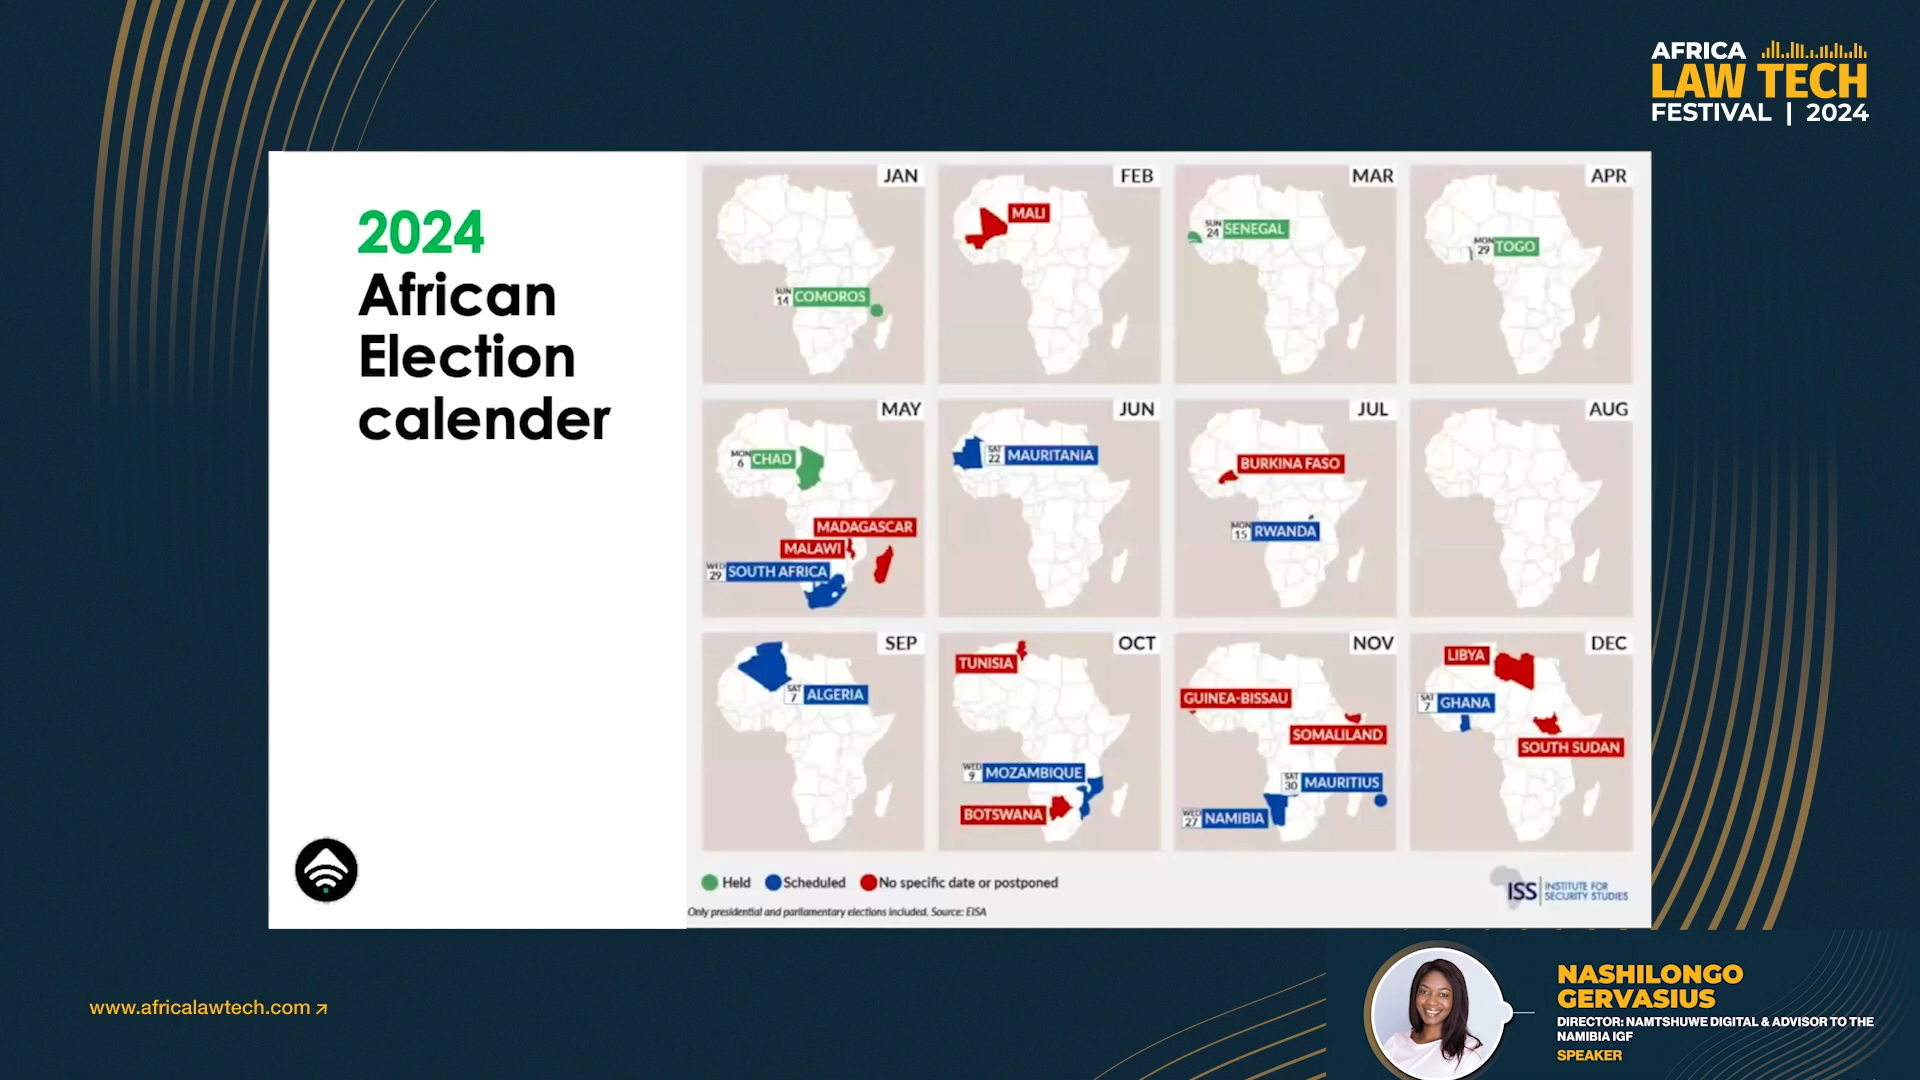 AFRICA
LAW TECH
FESTIVAL | 2024
2024
African
Election
calender
JAN
SUN
14
COMOROS
FEB
MALI
MAR
SUN
24
SENEGAL
APR
MON
29
TOGO
MAY
MON
6
CHAD
MADAGASCAR
MALAWI
WED
29
SOUTH AFRICA
JUN
SAT
22
MAURITANIA
JUL
BURKINA FASO
MON
15
RWANDA
AUG
SEP
SAT
7
ALGERIA
OCT
TUNISIA
WED
9
MOZAMBIQUE
BOTSWANA
NOV
GUINEA-BISSAU
SOMALILAND
SAT
30
MAURITIUS
WED
27
NAMIBIA
DEC
LIBYA
SAT
7
GHANA
SOUTH SUDAN
Held
Scheduled
No specific date or postponed
Only presidential and parliamentary elections included. Source: EISA
ISS
INSTITUTE FOR
SECURITY STUDIES
www.africalawtech.com
NASHILONGO
GERVASIUS
DIRECTOR: NAMTSHUWE DIGITAL & ADVISOR TO THE
NAMIBIA IGF
SPEAKER